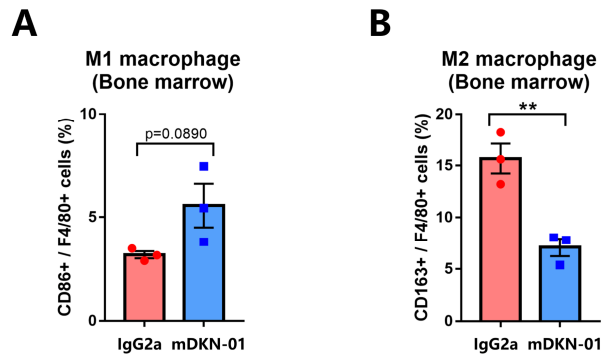 A
M1 macrophage
(Bone marrow)
CD86+ / F4/80+ cells (%)
10
5
0
p=0.0890
IgG2a mDKN-01
B
M2 macrophage
(Bone marrow)
CD163+ / F4/80+ cells (%)
20
15
10
5
0
**
IgG2a mDKN-01